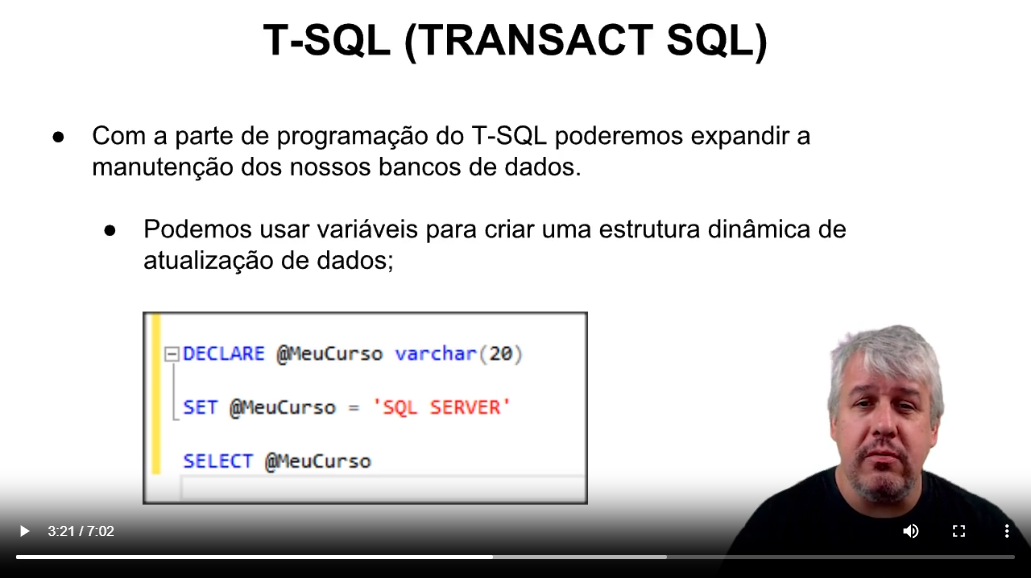 T-SQL (TRANSACT SQL)
● Com a parte de programação do T-SQL poderemos expandir a
manutenção dos nossos bancos de dados.
● Podemos usar variáveis para criar uma estrutura dinâmica de
atualização de dados;
DECLARE @MeuCurso varchar(20)
SET @MeuCurso = 'SQL SERVER'
SELECT @MeuCurso
3:21 / 7:02